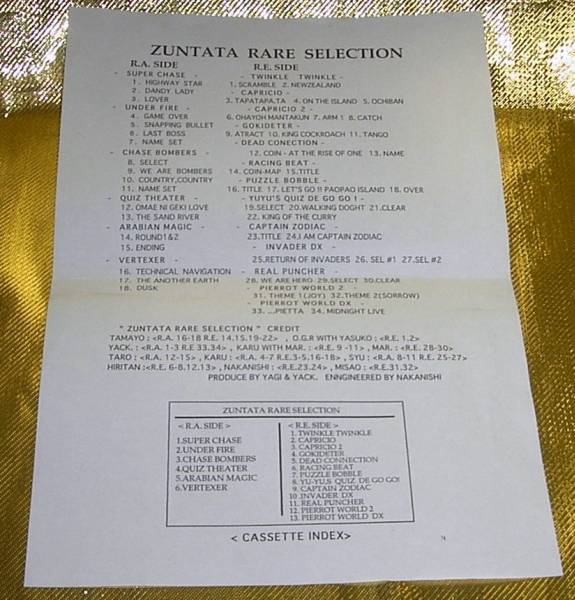 ZUNTATA RARE SELECTION
R.A. SIDE
- SUPER CHASE -
1. HIGHWAY STAR
2. DANDY LADY
3. LOVER
- UNDER FIRE -
4. GAME OVER
5. SNAPPING BULLET
6. LAST BOSS
7. NAME SET
- CHASE BOMBERS -
8. SELECT
9. WE ARE BOMBERS
10. COUNTRY,COUNTRY
11. NAME SET
- QUIZ THEATER -
12. OMAE NI GEKI LOVE
13. THE SAND RIVER
- ARABIAN MAGIC -
14. ROUND1&2
15. ENDING
- VERTEXER -
16. TECHNICAL NAVIGATION
17. THE ANOTHER EARTH
18. DUSK
R.E. SIDE
- TWINKLE TWINKLE -
1. SCRAMBLE 2. NEWZEALAND
- CAPRICIO -
3. TAPATAPA,TA 4. ON THE ISLAND 5. OCHIBAN
- CAPRICIO 2 -
6. OHAYOH MANTAKUN 7. ARM 1 8. CATCH
- GOKIDETER -
9. ATRACT 10. KING COCKROACH 11. TANGO
- DEAD CONECTION -
12. COIN - AT THE RISE OF ONE 13. NAME
- RACING BEAT -
14. COIN-MAP 15. TITLE
- PUZZLE BOBBLE -
16. TITLE 17. LET'S GO !! PAOPAO ISLAND 18. OVER
- YUYU'S QUIZ DE GO GO ! -
19.SELECT 20.WALKING DOGHT 21.CLEAR
22. KING OF THE CURRY
- CAPTAIN ZODIAC -
23.TITLE 24.I AM CAPTAIN ZODIAC
- INVADER DX -
25.RETURN OF INVADERS 26. SEL #1 27.SEL #2
- REAL PUNCHER -
28. WE ARE HERO 29.SELECT 30.CLEAR
- PIERROT WORLD 2 -
31. THEME 1(JOY) 32.THEME 2(SORROW)
- PIERROT WORLD DX -
33. ...PIETTA 34. MIDNIGHT LIVE
" ZUNTATA RARE SELECTION " CREDIT
TAMAYO : <R.A. 16-18 R.E. 14.15.19-22> , O.G.R WITH YASUKO : <R.E. 1.2>
YACK. : <R.A. 1-3 R.E 33.34> , KARU WITH MAR. : <R.E. 9 -11> , MAR. : <R.E. 28-30>
TARO : <R.A. 12-15> , KARU : <R.A. 4-7 R.E.3-5.16-18> , SYU : <R.A. 8-11 R.E. 25-27>
HIRITAN :<R.E. 6-8.12.13> , NAKANISHI : <R.E.23.24> , MISAO : <R.E.31.32>
PRODUCE BY YAGI & YACK. ENNGINEERED BY NAKANISHI
ZUNTATA RARE SELECTION
< R.A. SIDE >
1.SUPER CHASE
2.UNDER FIRE
3.CHASE BOMBERS
4.QUIZ THEATER
5.ARABIAN MAGIC
6.VERTEXER
< R.E. SIDE >
1. TWINKLE TWINKLE
2. CAPRICIO
3. CAPRICIO 2
4. GOKIDETER
5. DEAD CONNECTION
6. RACING BEAT
7. PUZZLE BOBBLE
8. YU-YU,S QUIZ DE GO GO!
9. CAPTAIN ZODIAC
10 .INVADER DX
11. REAL PUNCHER
12. PIERROT WORLD 2
13. PIERROT WORLD DX
< CASSETTE INDEX>